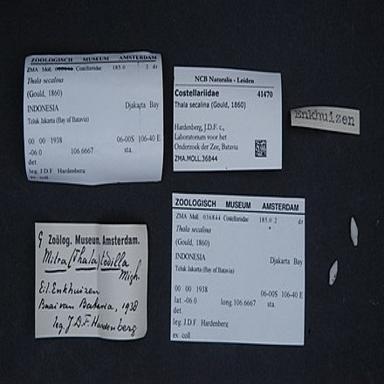 ZOOLOGISCH MUSEUM AMSTERDAM
ZMA Moll. Costellariidae 185.0 2 dr
Thala secalina
(Gould, 1860)
INDONESIA Djakarta Bay
Teluk Jakarta (Bay of Batavia)
00 00 1938 06-00S 106-40 E
-06.0 106.6667 sta.
det.
leg. J.D.F. Hardenberg
ex. coll
NCB Naturalis - Leiden
Costellariidae 41470
Thala secalina (Gould, 1860)
Hardenberg, J.D.F. c.,
Laboratorium voor het
Onderzoek der Zee, Batavia
ZMA.MOLL.36844
Enkhuizen
G Zoölog. Museum Amsterdam.
Mitra (Thala) todilla
Migh.
Eil. Enkhuizen
Baai van Batavia, 1938
leg. J.D.F. Hardenberg
ZOOLOGISCH MUSEUM AMSTERDAM
ZMA Moll. 036844 Costellariidae 185.0 2 dr
Thala secalina
(Gould, 1860)
INDONESIA Djakarta Bay
Teluk Jakarta (Bay of Batavia)
00 00 1938 06-00S 106-40 E
lat -06.0 long 106.6667 sta.
det.
leg. J.D.F. Hardenberg
ex. coll